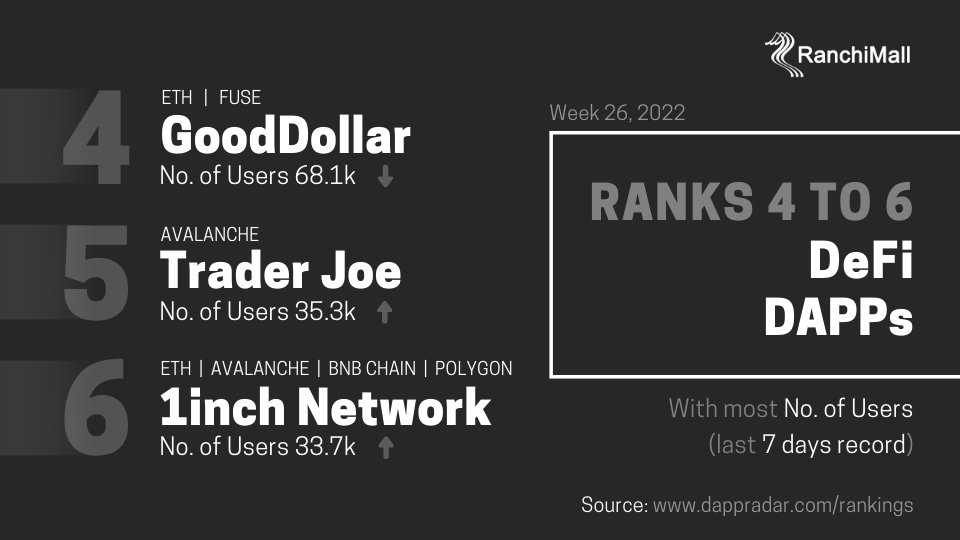 RanchiMall
4
ETH | FUSE
GoodDollar
No. of Users 68.1k
5
AVALANCHE
Trader Joe
No. of Users 35.3k
6
ETH | AVALANCHE | BNB CHAIN | POLYGON
1inch Network
No. of Users 33.7k
Week 26, 2022
RANKS 4 TO 6
DeFi
DAPPs
With most No. of Users
(last 7 days record)
Source: www.dappradar.com/rankings